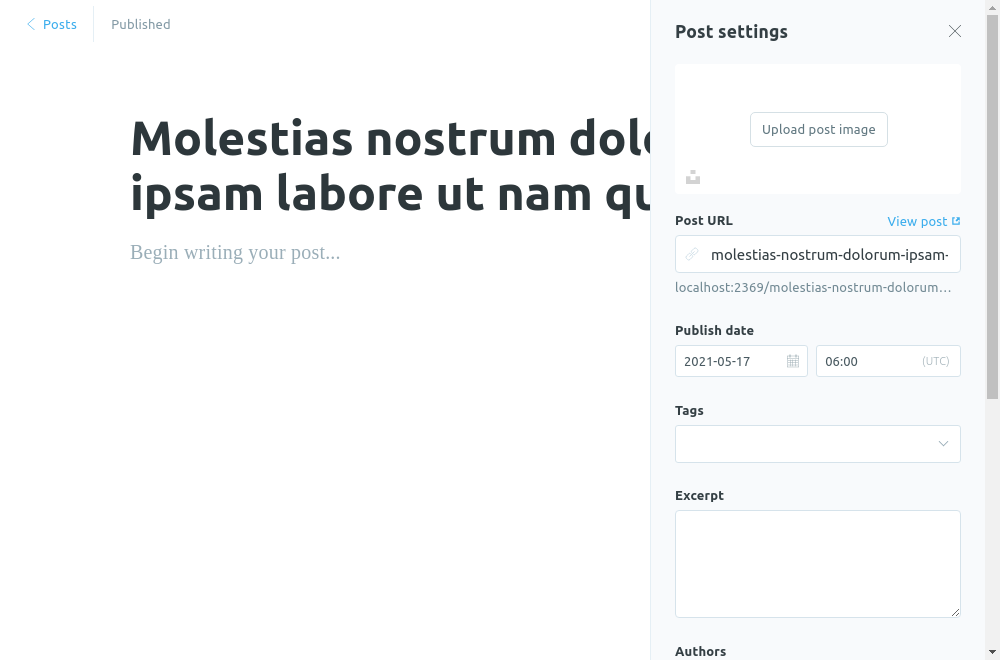 Posts
Published
Post settings
Molestias nostrum
ipsam labore ut nam
Begin writing your post...
Upload post image
Post URL
View post
molestias-nostrum-dolorum-ipsam-
localhost:2369/molestias-nostrum-dolorum...
Publish date
2021-05-17
06:00
(UTC)
Tags
Excerpt
Authors